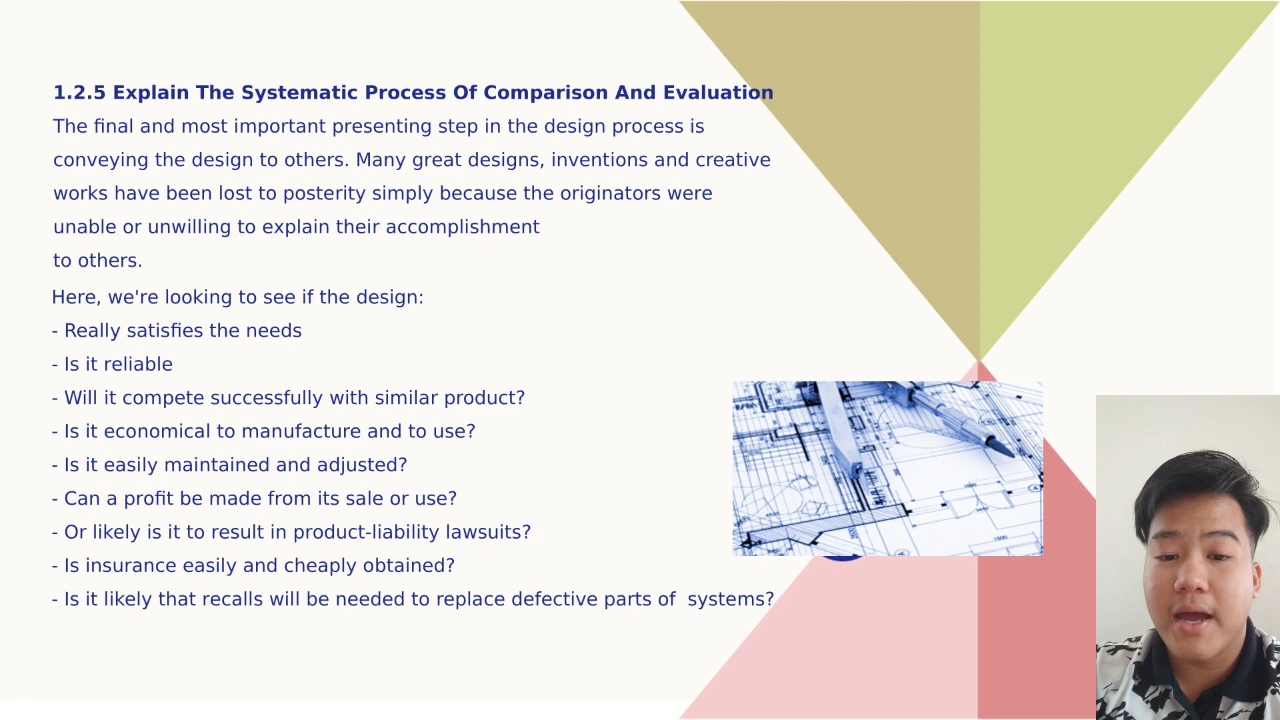 1.2.5 Explain The Systematic Process Of Comparison And Evaluation
The final and most important presenting step in the design process is
conveying the design to others. Many great designs, inventions and creative
works have been lost to posterity simply because the originators were
unable or unwilling to explain their accomplishment
to others.
Here, we're looking to see if the design:
- Really satisfies the needs
- Is it reliable
- Will it compete successfully with similar product?
- Is it economical to manufacture and to use?
- Is it easily maintained and adjusted?
- Can a profit be made from its sale or use?
- Or likely is it to result in product-liability lawsuits?
- Is insurance easily and cheaply obtained?
- Is it likely that recalls will be needed to replace defective parts of  systems?